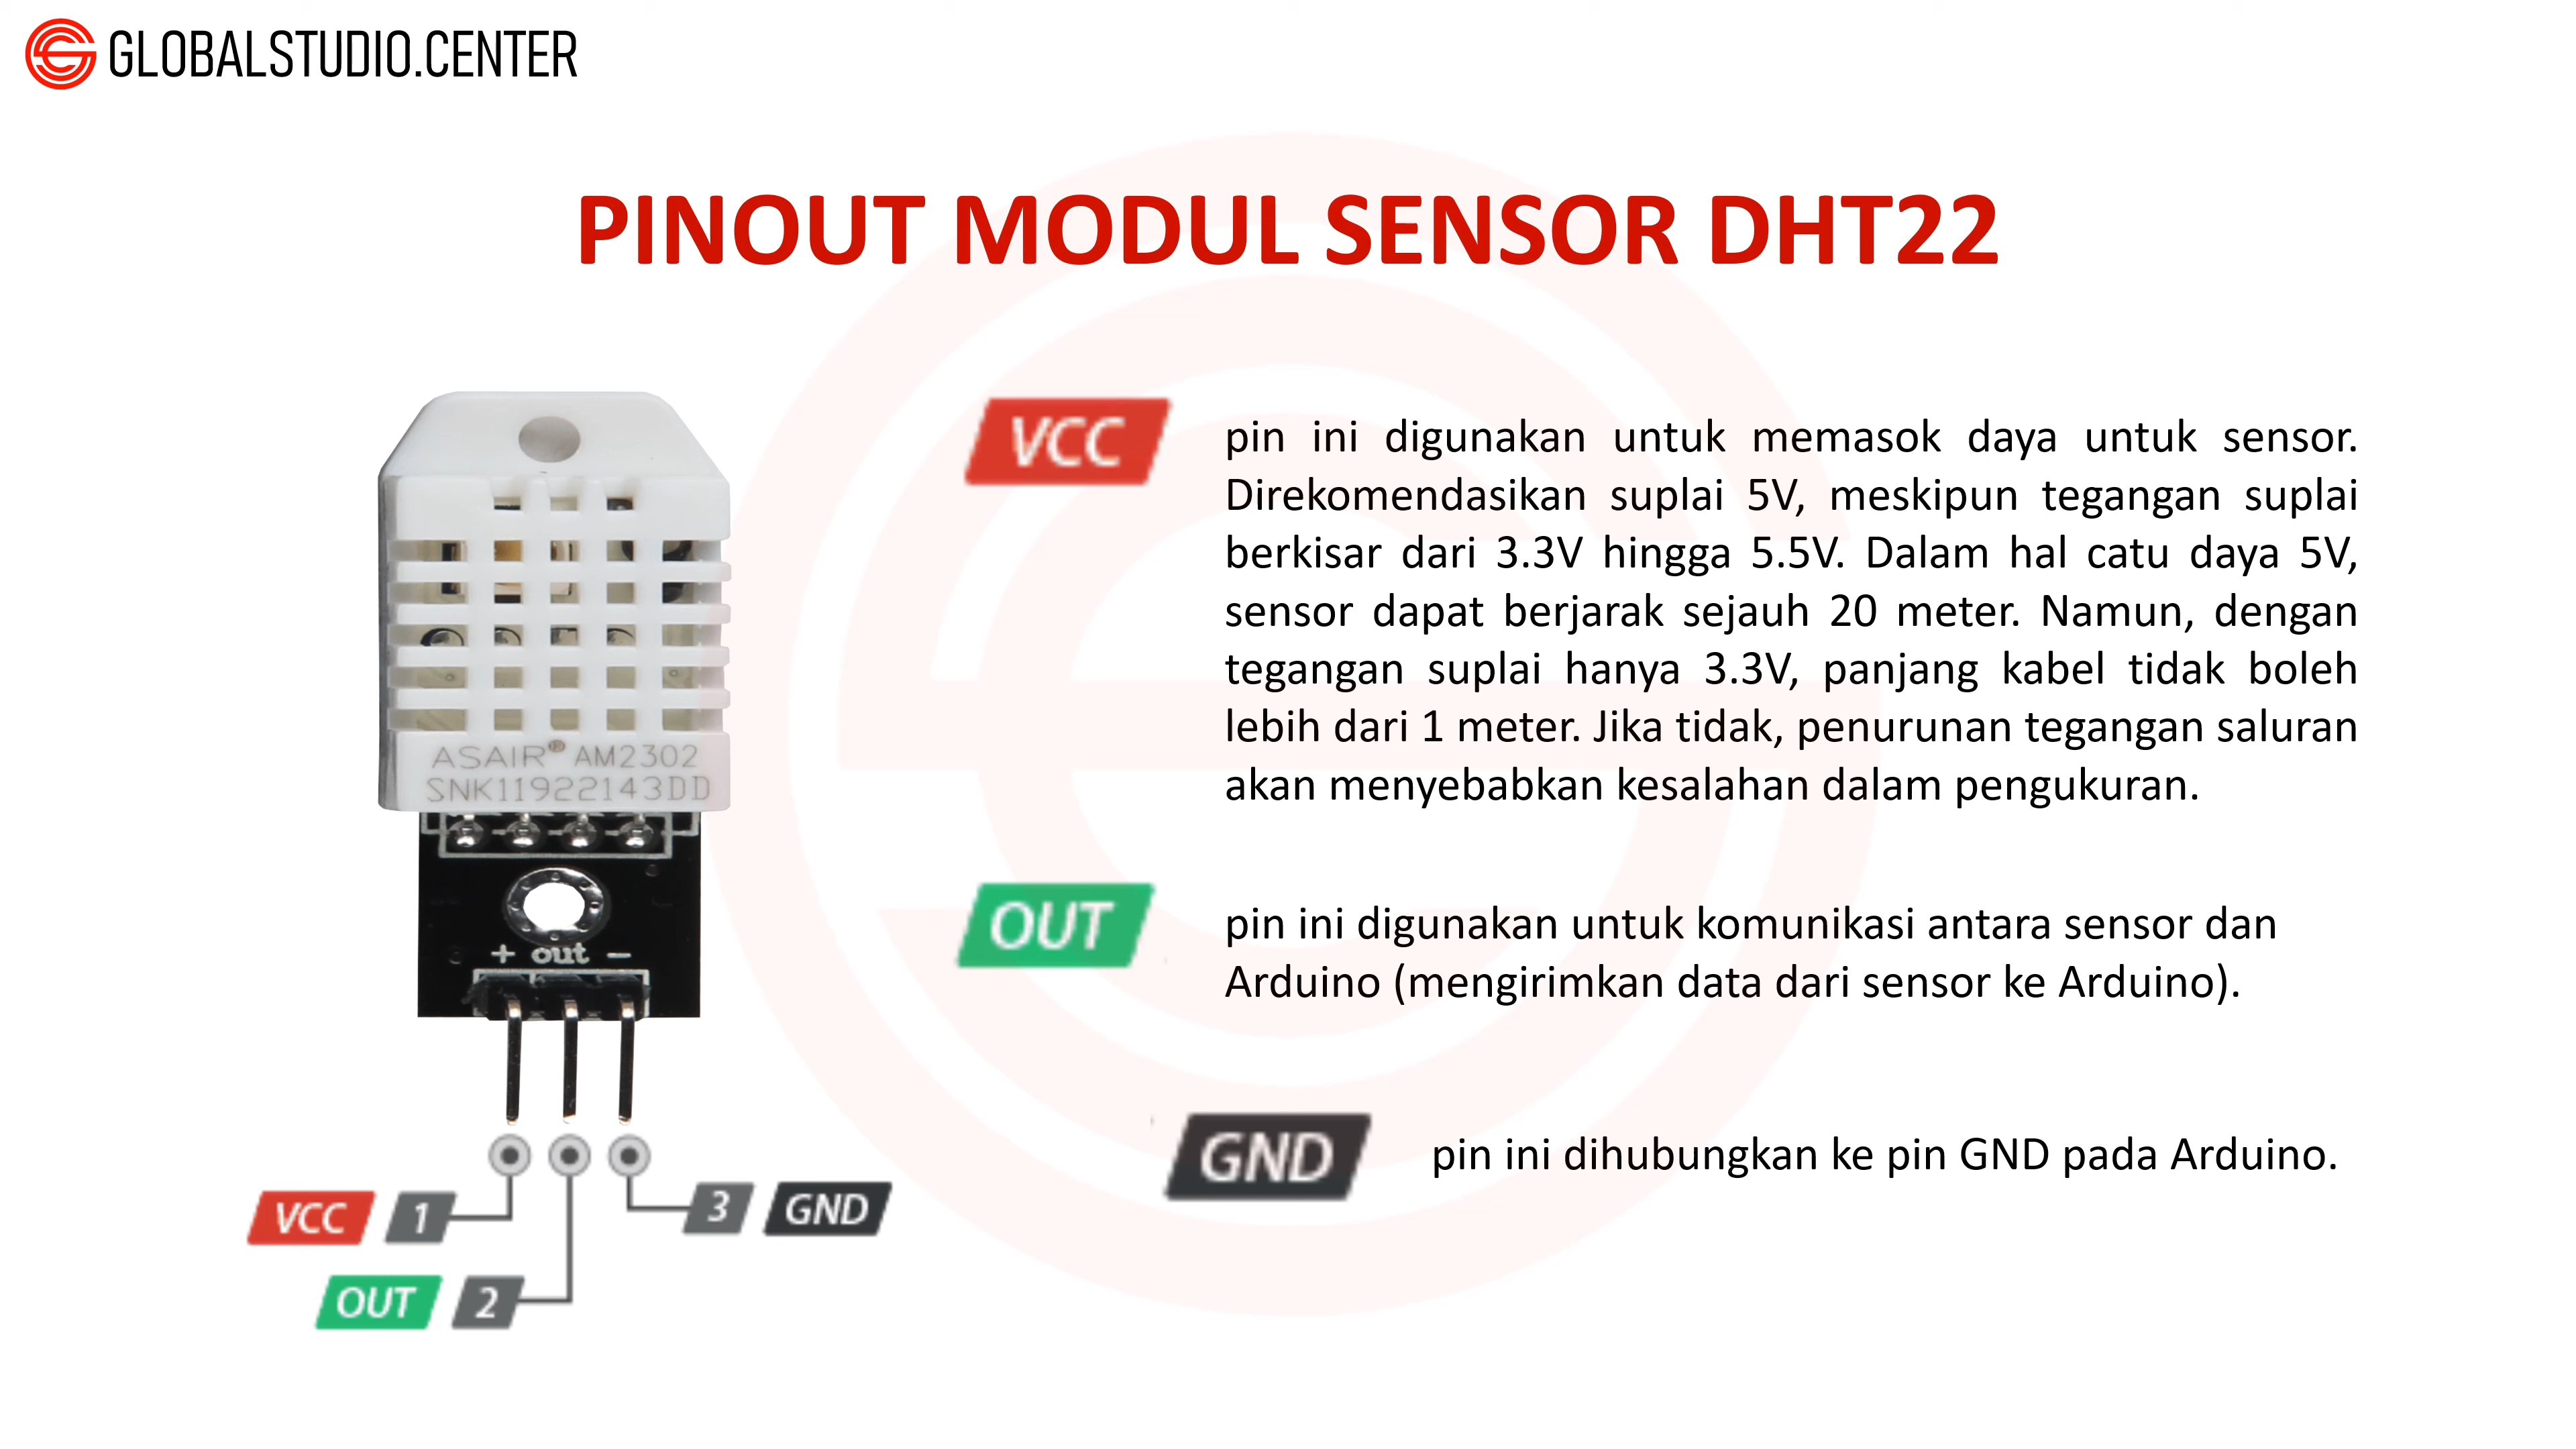 GLOBALSTUDIO.CENTER
PINOUT MODUL SENSOR DHT22
VCC
pin ini digunakan untuk memasok daya untuk sensor.
Direkomendasikan suplai 5V, meskipun tegangan suplai
berkisar dari 3.3V hingga 5.5V. Dalam hal catu daya 5V,
sensor dapat berjarak sejauh 20 meter. Namun, dengan
tegangan suplai hanya 3.3V, panjang kabel tidak boleh
lebih dari 1 meter. Jika tidak, penurunan tegangan saluran
akan menyebabkan kesalahan dalam pengukuran.
OUT
pin ini digunakan untuk komunikasi antara sensor dan
Arduino (mengirimkan data dari sensor ke Arduino).
GND
pin ini dihubungkan ke pin GND pada Arduino.
ASAIR® AM2302
SNK11922143DD
+ out −
VCC 1
3 GND
OUT 2